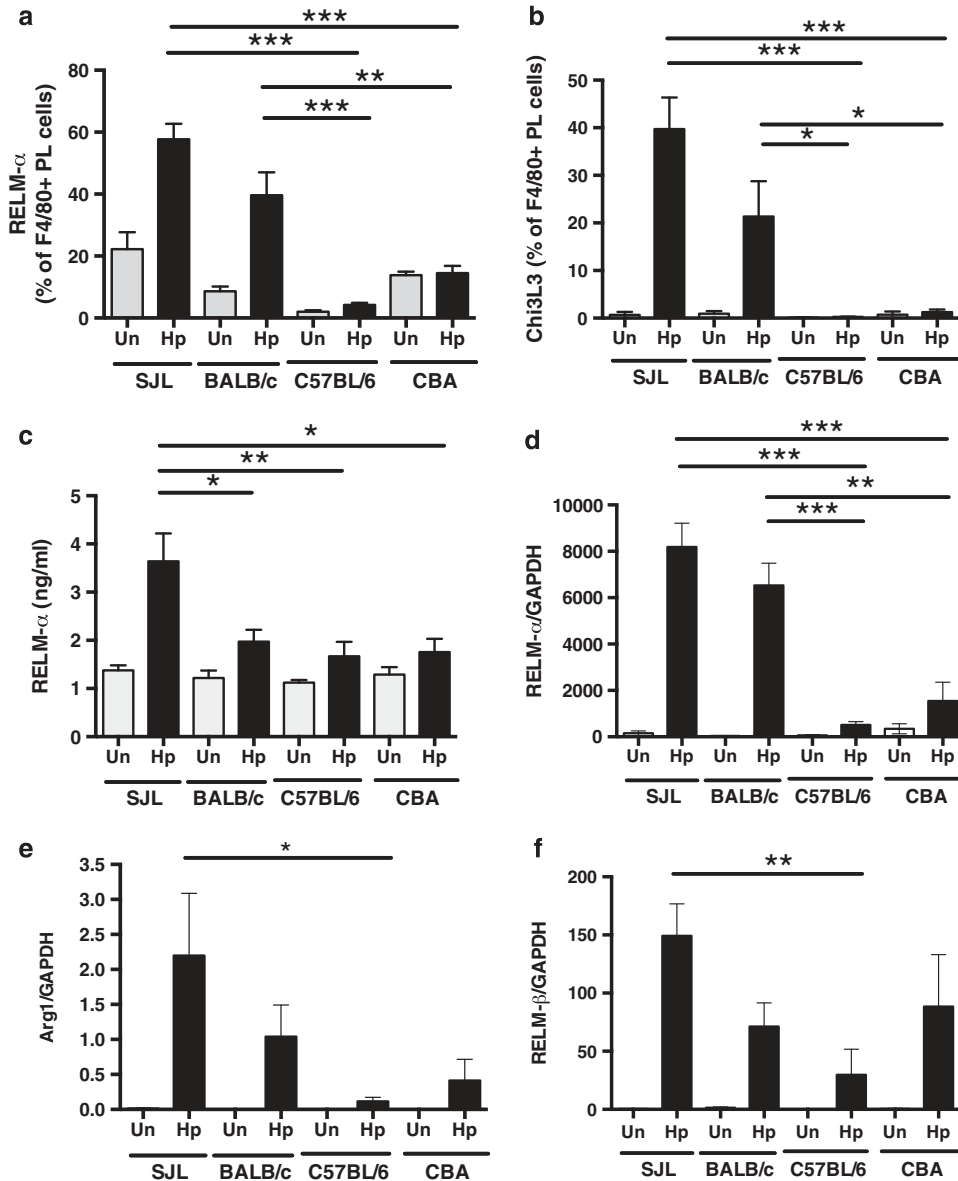 a
***
***
**
***
RELM-α
(% of F4/80+ PL cells)
80
60
40
20
0
Un Hp Un Hp Un Hp Un Hp
SJL BALB/c C57BL/6 CBA
b
***
***
*
*
Chi3L3 (% of F4/80+ PL cells)
50
40
30
20
10
0
Un Hp Un Hp Un Hp Un Hp
SJL BALB/c C57BL/6 CBA
c
*
**
*
RELM-α (ng/ml)
5
4
3
2
1
0
Un Hp Un Hp Un Hp Un Hp
SJL BALB/c C57BL/6 CBA
d
***
***
**
***
RELM-α/GAPDH
10000
8000
6000
4000
2000
0
Un Hp Un Hp Un Hp Un Hp
SJL BALB/c C57BL/6 CBA
e
*
Arg1/GAPDH
3.5
3.0
2.5
2.0
1.5
1.0
0.5
0.0
Un Hp Un Hp Un Hp Un Hp
SJL BALB/c C57BL/6 CBA
f
**
RELM-β/GAPDH
200
150
100
50
0
Un Hp Un Hp Un Hp Un Hp
SJL BALB/c C57BL/6 CBA